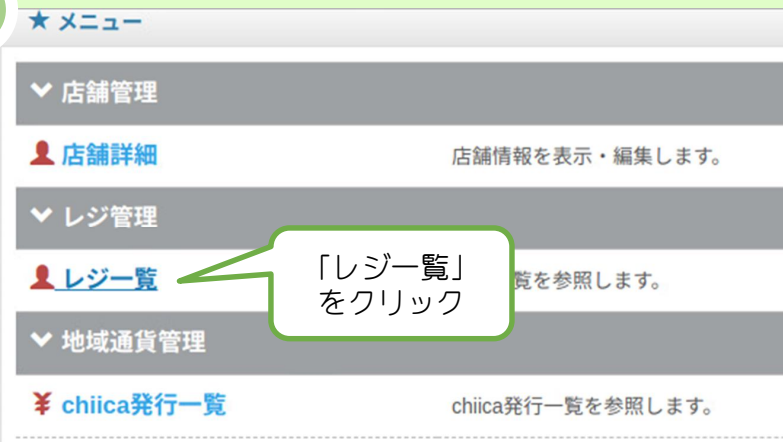 ★ メニュー
店舗管理
店舗詳細 店舗情報を表示・編集します。
レジ管理
レジ一覧 「レジ一覧」
をクリック
覧を参照します。
地域通貨管理
¥ chiica発行一覧 chiica発行一覧を参照します。